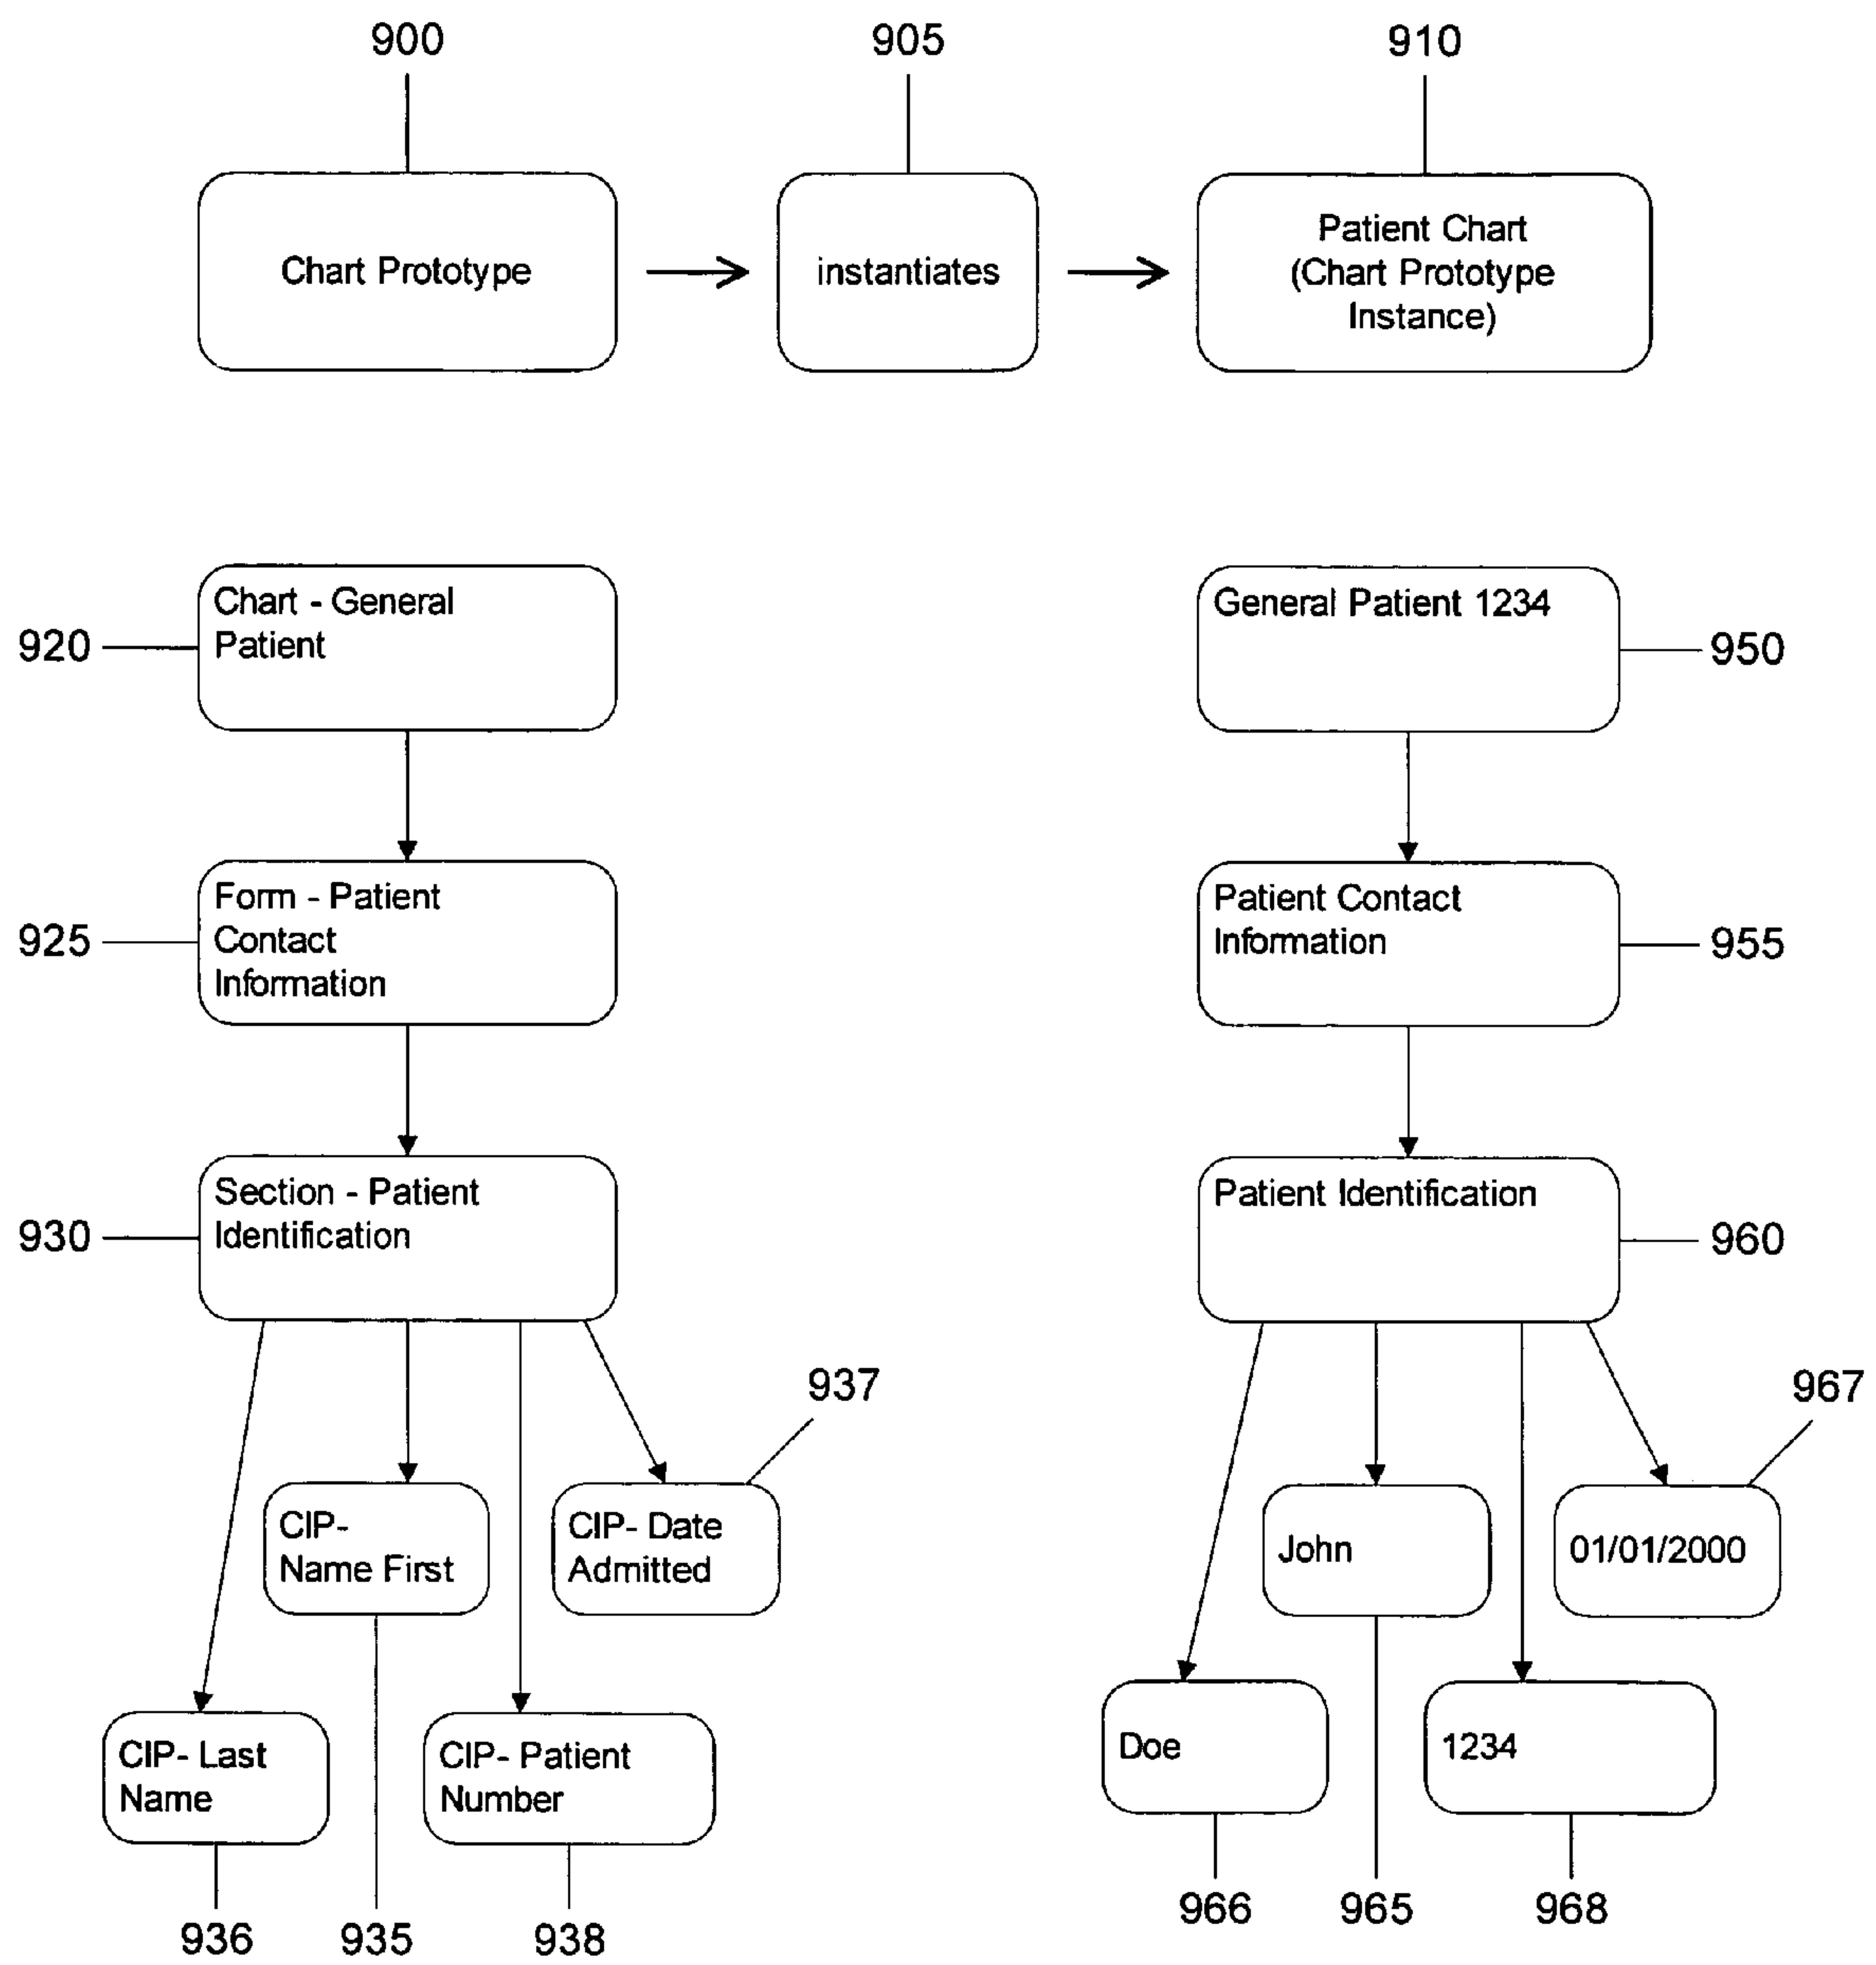 900
905
910
Chart Prototype
instantiates
Patient Chart
(Chart Prototype
Instance)
Chart - General
Patient
920
General Patient 1234
950
Form - Patient
Contact
Information
925
Patient Contact
Information
955
Section - Patient
Identification
930
Patient Identification
960
937
967
CIP-
Name First
CIP- Date
Admitted
John
01/01/2000
CIP- Last
Name
CIP- Patient
Number
Doe
1234
936
935
938
966
965
968